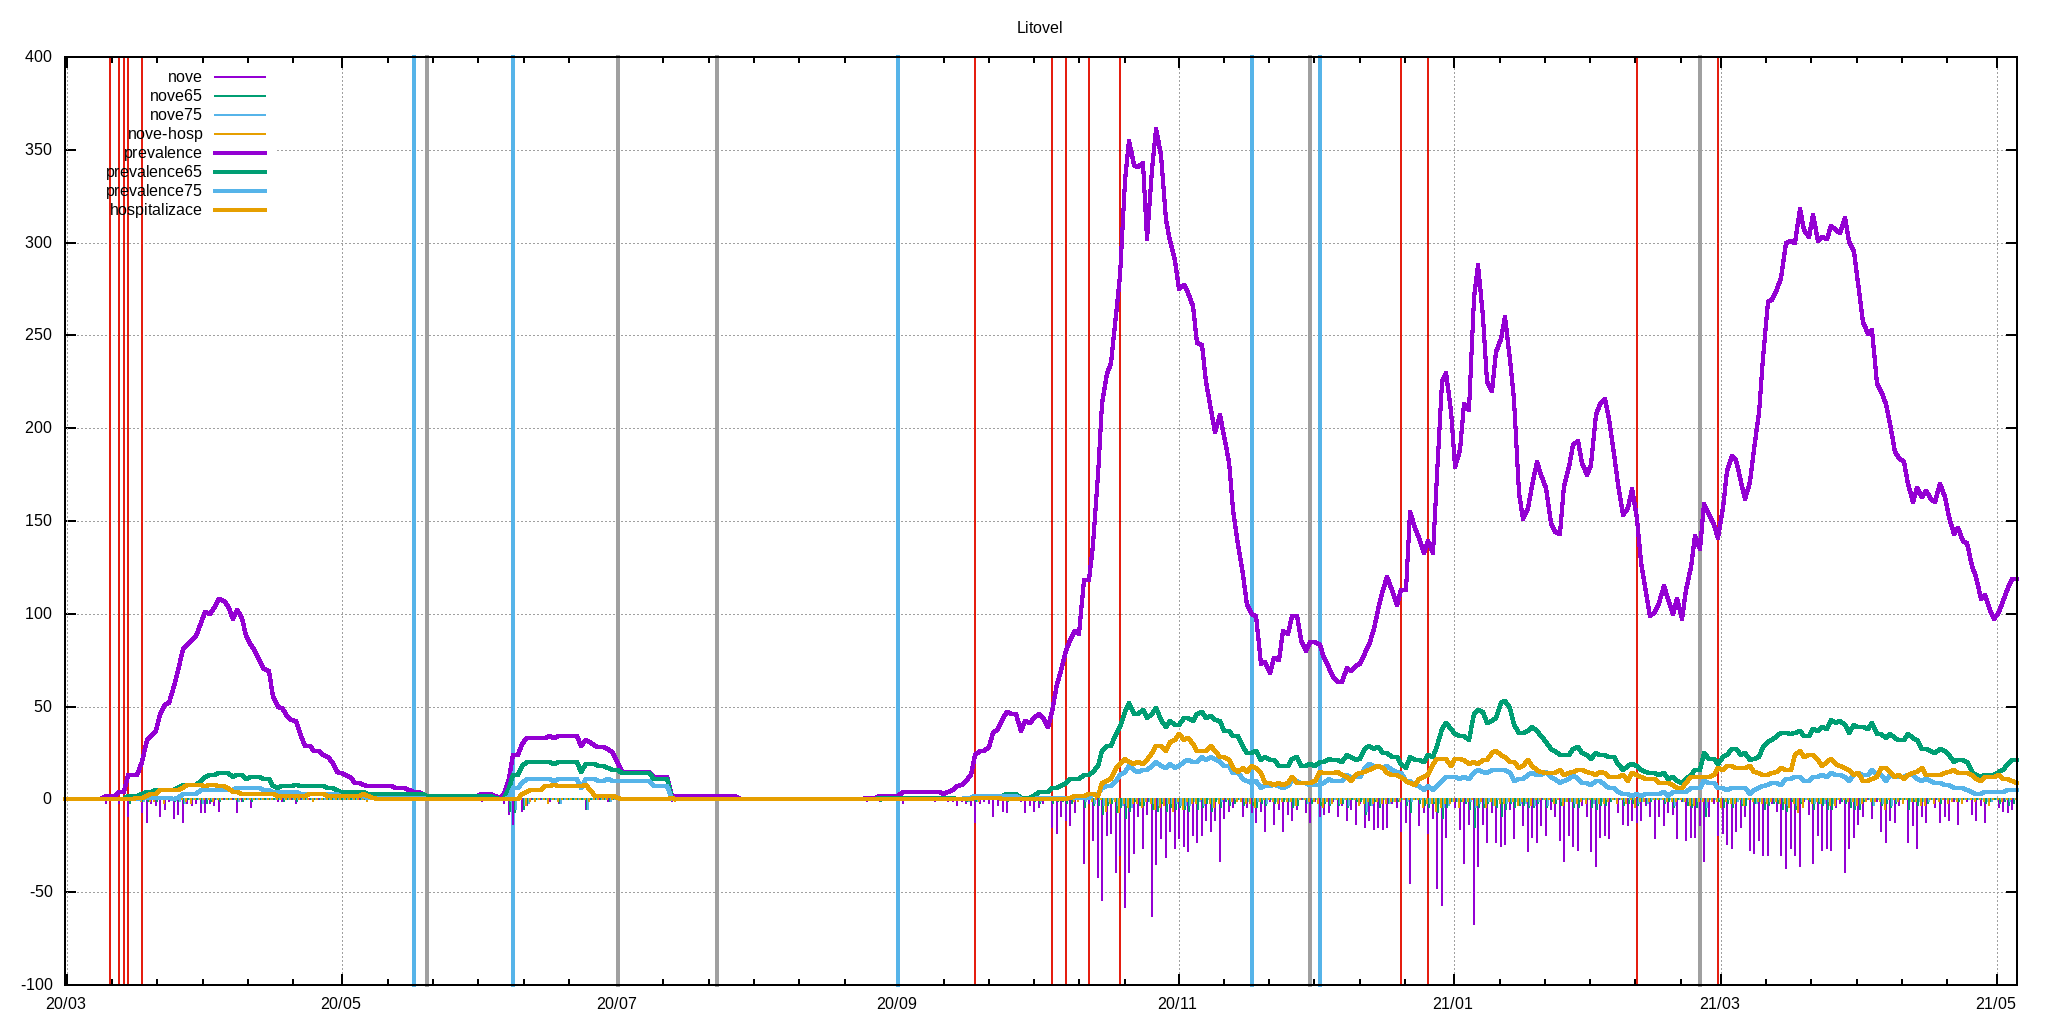 Litovel
400
350
300
250
200
150
100
50
0
-50
-100
nove
nove65
nove75
nove-hosp
prevalence
prevalence65
prevalence75
hospitalizace
20/03 20/05 20/07 20/09 20/11 21/01 21/03 21/05